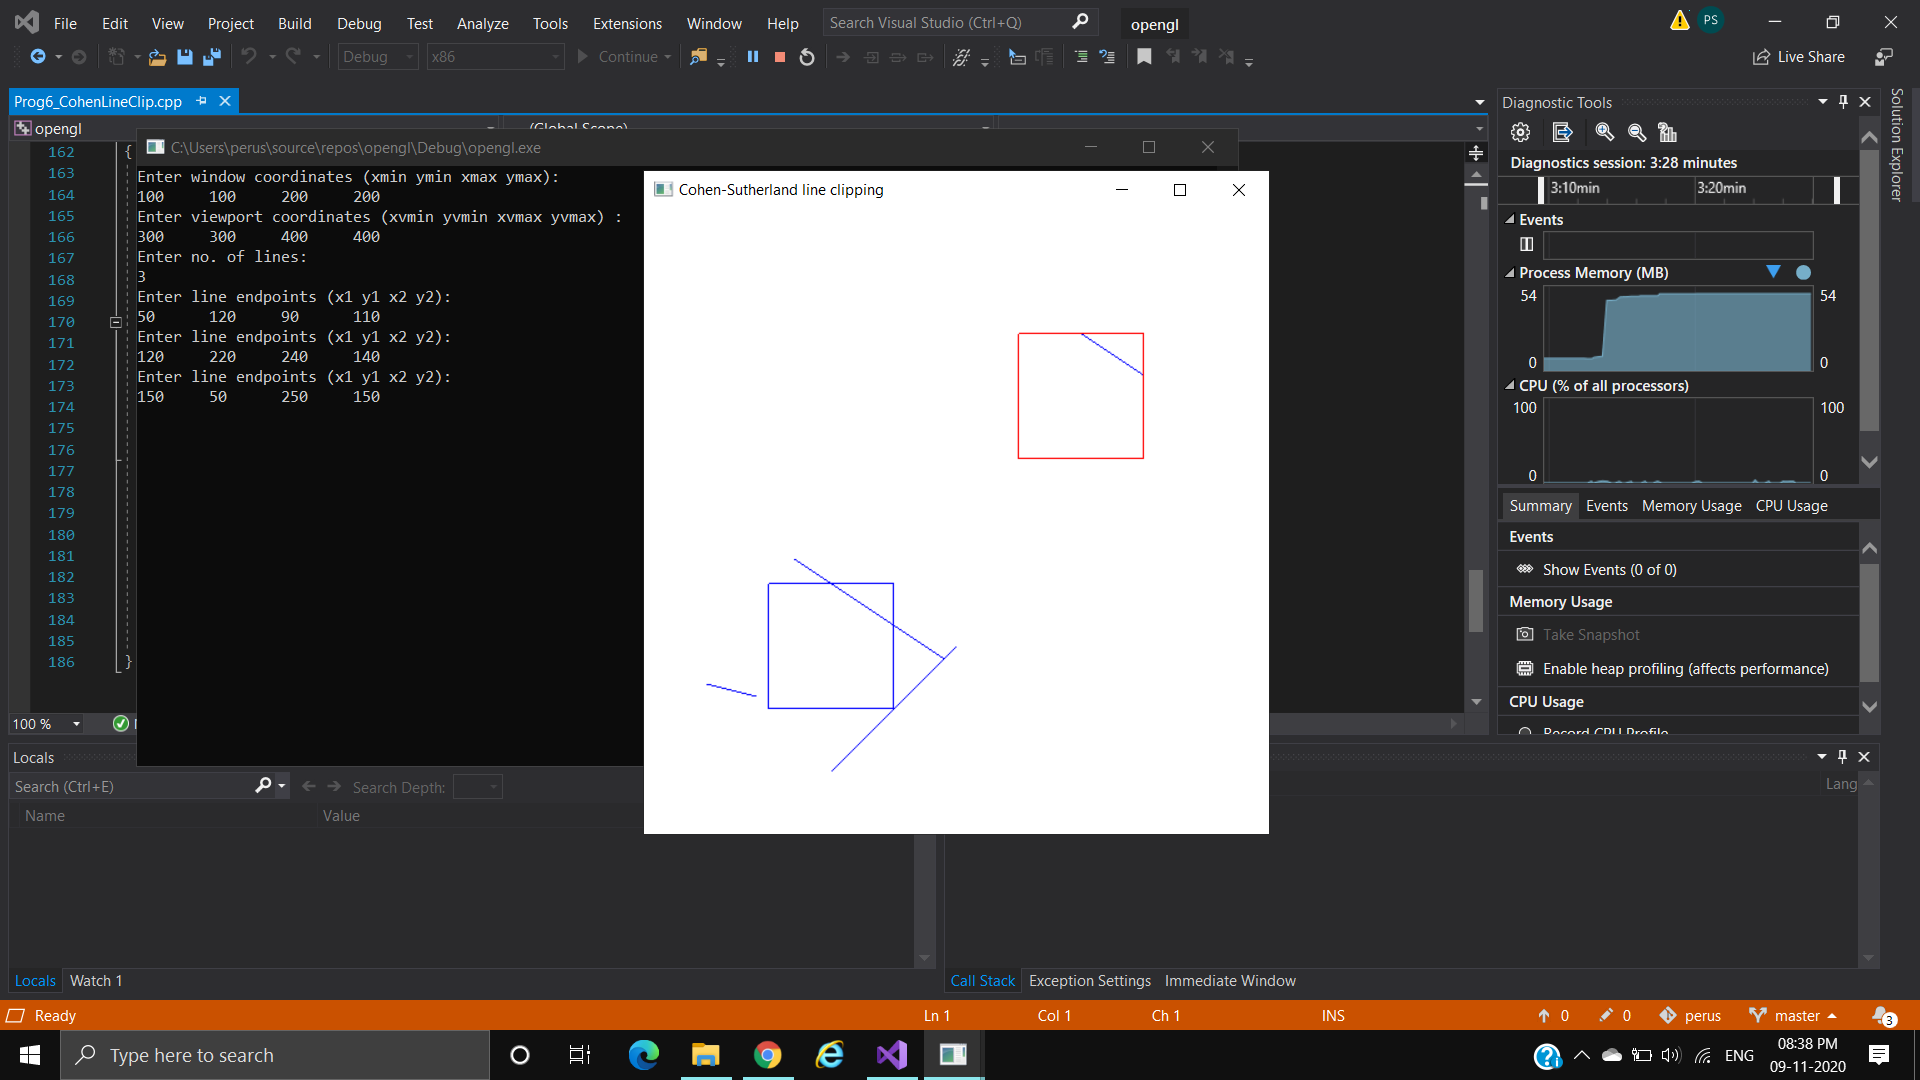 File Edit View Project Build Debug Test Analyze Tools Extensions Window Help Search Visual Studio (Ctrl+Q) opengl PS
Debug x86 Continue Live Share
Prog6_CohenLineClip.cpp
opengl (Global Scope)
C:\Users\perus\source\repos\opengl\Debug\opengl.exe
162 {
163
164
165
166
167
168
169
170
171
172
173
174
175
176
177
178
179
180
181
182
183
184
185
186 }
Enter window coordinates (xmin ymin xmax ymax):
100 100 200 200
Enter viewport coordinates (xvmin yvmin xvmax yvmax) :
300 300 400 400
Enter no. of lines:
3
Enter line endpoints (x1 y1 x2 y2):
50 120 90 110
Enter line endpoints (x1 y1 x2 y2):
120 220 240 140
Enter line endpoints (x1 y1 x2 y2):
150 50 250 150
Cohen-Sutherland line clipping
Diagnostic Tools
Diagnostics session: 3:28 minutes
3:10min 3:20min
Events
Process Memory (MB)
54 54
0 0
CPU (% of all processors)
100 100
0 0
Summary Events Memory Usage CPU Usage
Events
Show Events (0 of 0)
Memory Usage
Take Snapshot
Enable heap profiling (affects performance)
CPU Usage
Record CPU Profile
Solution Explorer
100 %
Locals
Search (Ctrl+E) Search Depth:
Name Value
Lang
Locals Watch 1
Call Stack Exception Settings Immediate Window
Ready Ln 1 Col 1 Ch 1 INS 0 0 perus master 3
Type here to search
ENG 08:38 PM
09-11-2020